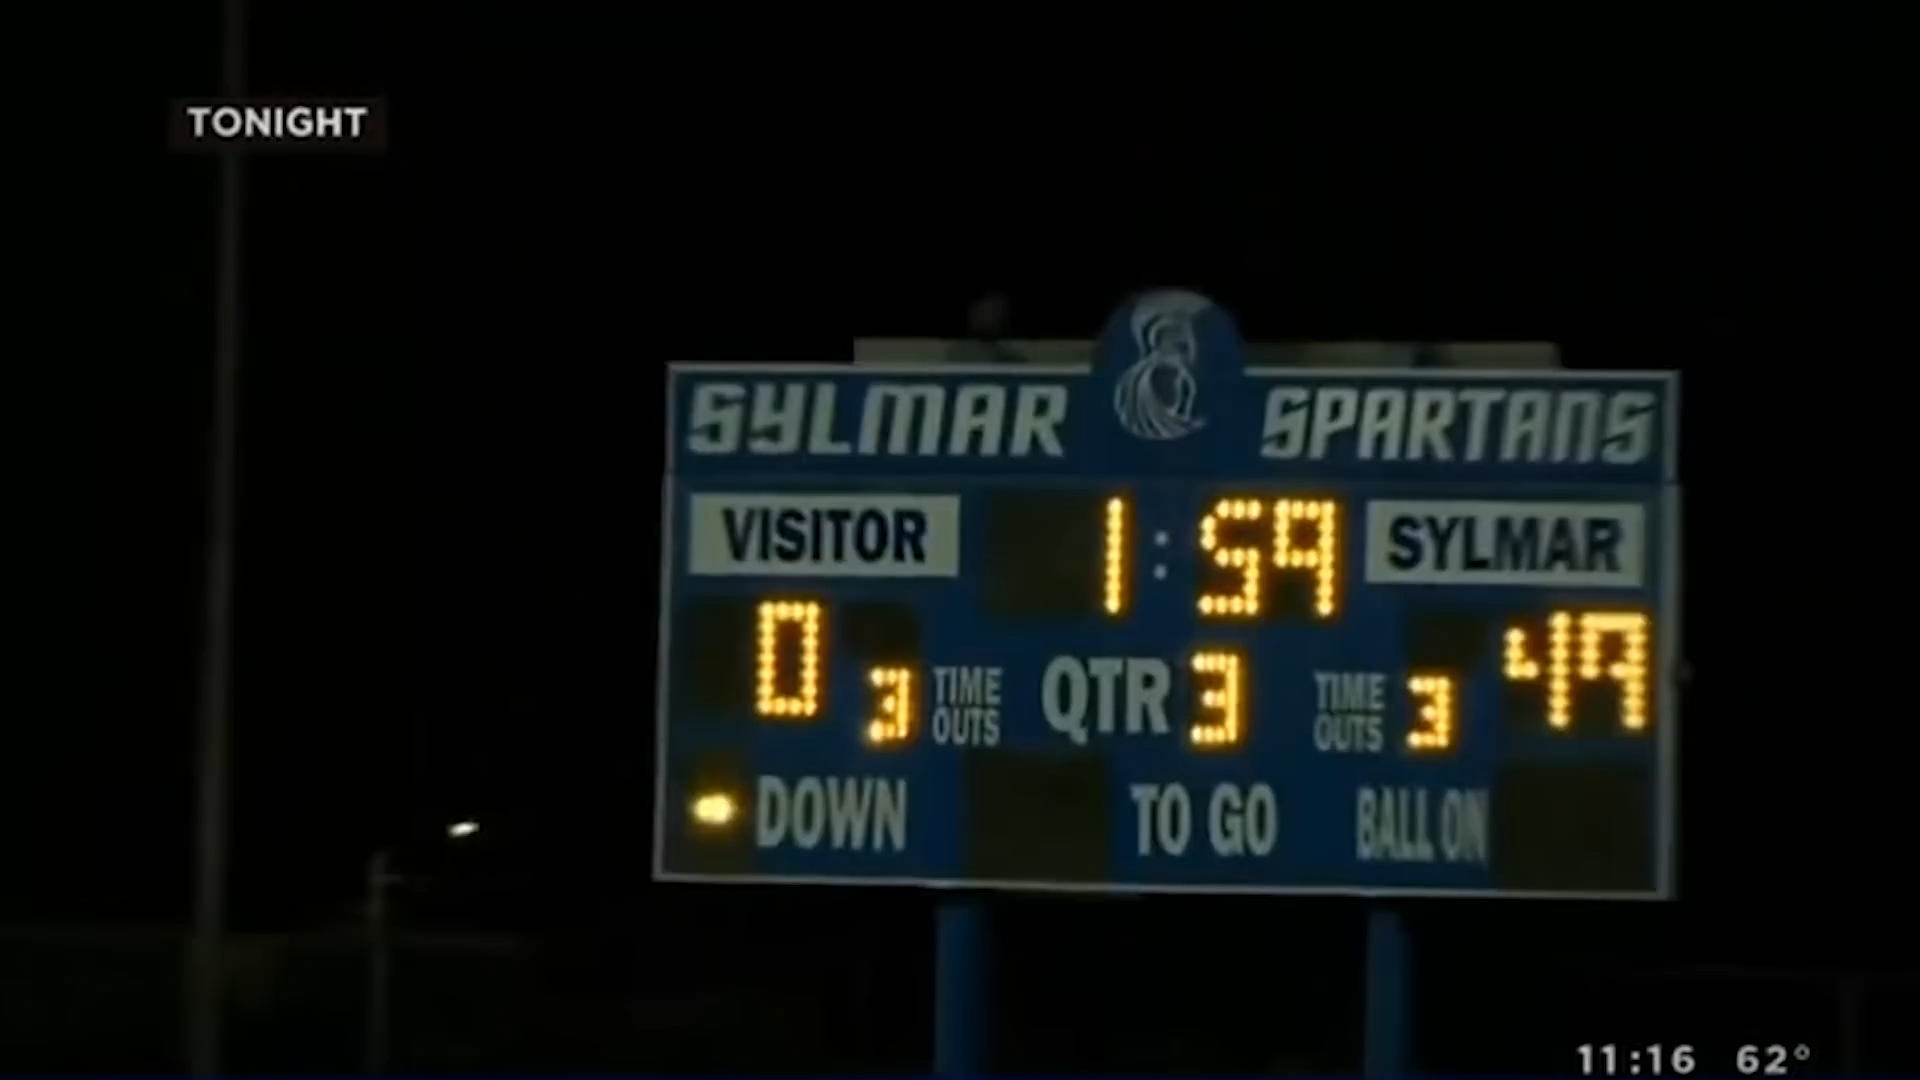 TONIGHT
SYLMAR SPARTANS
VISITOR 1:59 SYLMAR
0 3 TIME OUTS QTR 3 TIME OUTS 3 49
DOWN TO GO BALL ON
11:16 62°